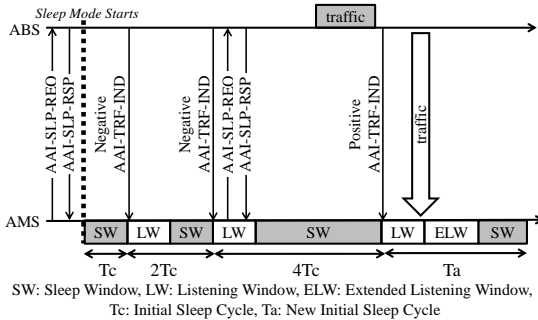 Sleep Mode Starts
traffic
ABS
AAI-SLP-REQ
AAI-SLP-RSP
Negative
AAI-TRF-IND
Negative
AAI-TRF-IND
AAI-SLP-REQ
AAI-SLP-RSP
Positive
AAI-TRF-IND
traffic
AMS
SW LW SW LW SW LW ELW SW
Tc 2Tc 4Tc Ta
SW: Sleep Window, LW: Listening Window, ELW: Extended Listening Window,
Tc: Initial Sleep Cycle, Ta: New Initial Sleep Cycle